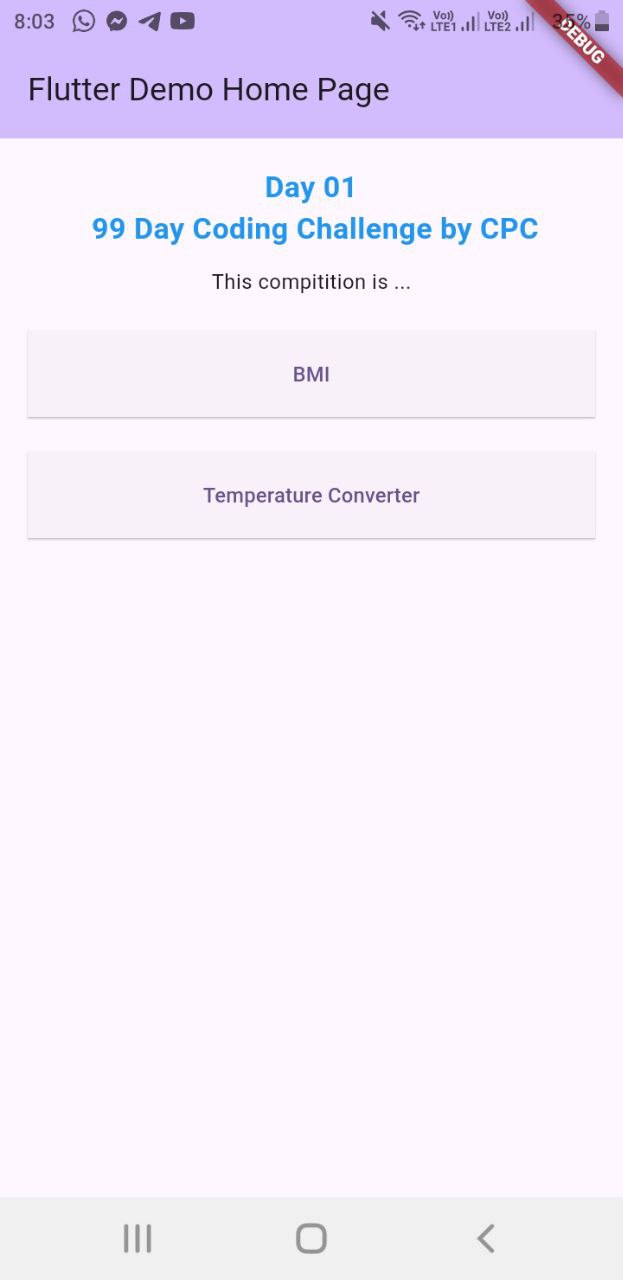 8:03
Vo)) LTE1 Vo)) LTE2 35%
DEBUG
Flutter Demo Home Page
Day 01
99 Day Coding Challenge by CPC
This compitition is ...
BMI
Temperature Converter